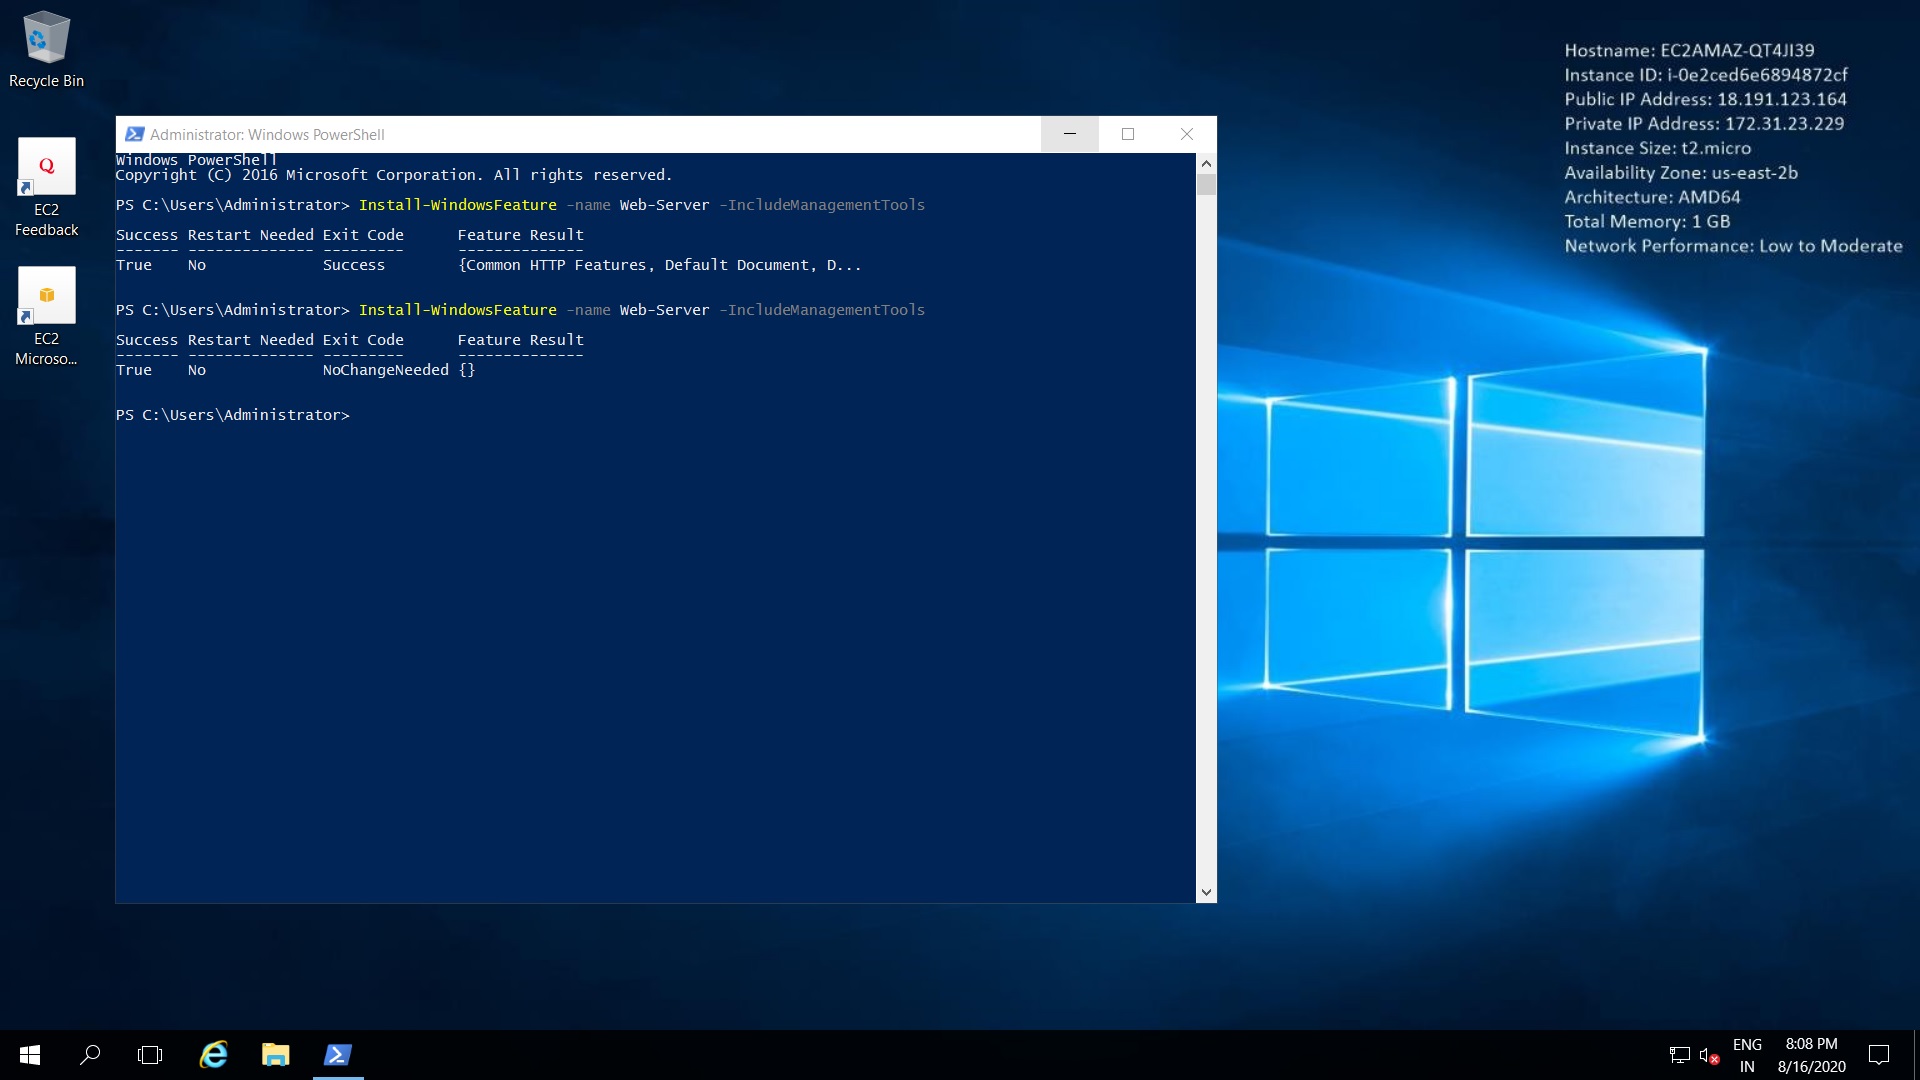 Recycle Bin
EC2
Feedback
EC2
Microso...
Hostname: EC2AMAZ-QT4JI39
Instance ID: i-0e2ced6e6894872cf
Public IP Address: 18.191.123.164
Private IP Address: 172.31.23.229
Instance Size: t2.micro
Availability Zone: us-east-2b
Architecture: AMD64
Total Memory: 1 GB
Network Performance: Low to Moderate
Administrator: Windows PowerShell
Windows PowerShell
Copyright (C) 2016 Microsoft Corporation. All rights reserved.
PS C:\Users\Administrator> Install-WindowsFeature -name Web-Server -IncludeManagementTools
Success Restart Needed Exit Code      Feature Result
------- -------------- ---------      --------------
True    No             Success        {Common HTTP Features, Default Document, D...
PS C:\Users\Administrator> Install-WindowsFeature -name Web-Server -IncludeManagementTools
Success Restart Needed Exit Code      Feature Result
------- -------------- ---------      --------------
True    No             NoChangeNeeded {}
PS C:\Users\Administrator>
ENG
IN
8:08 PM
8/16/2020